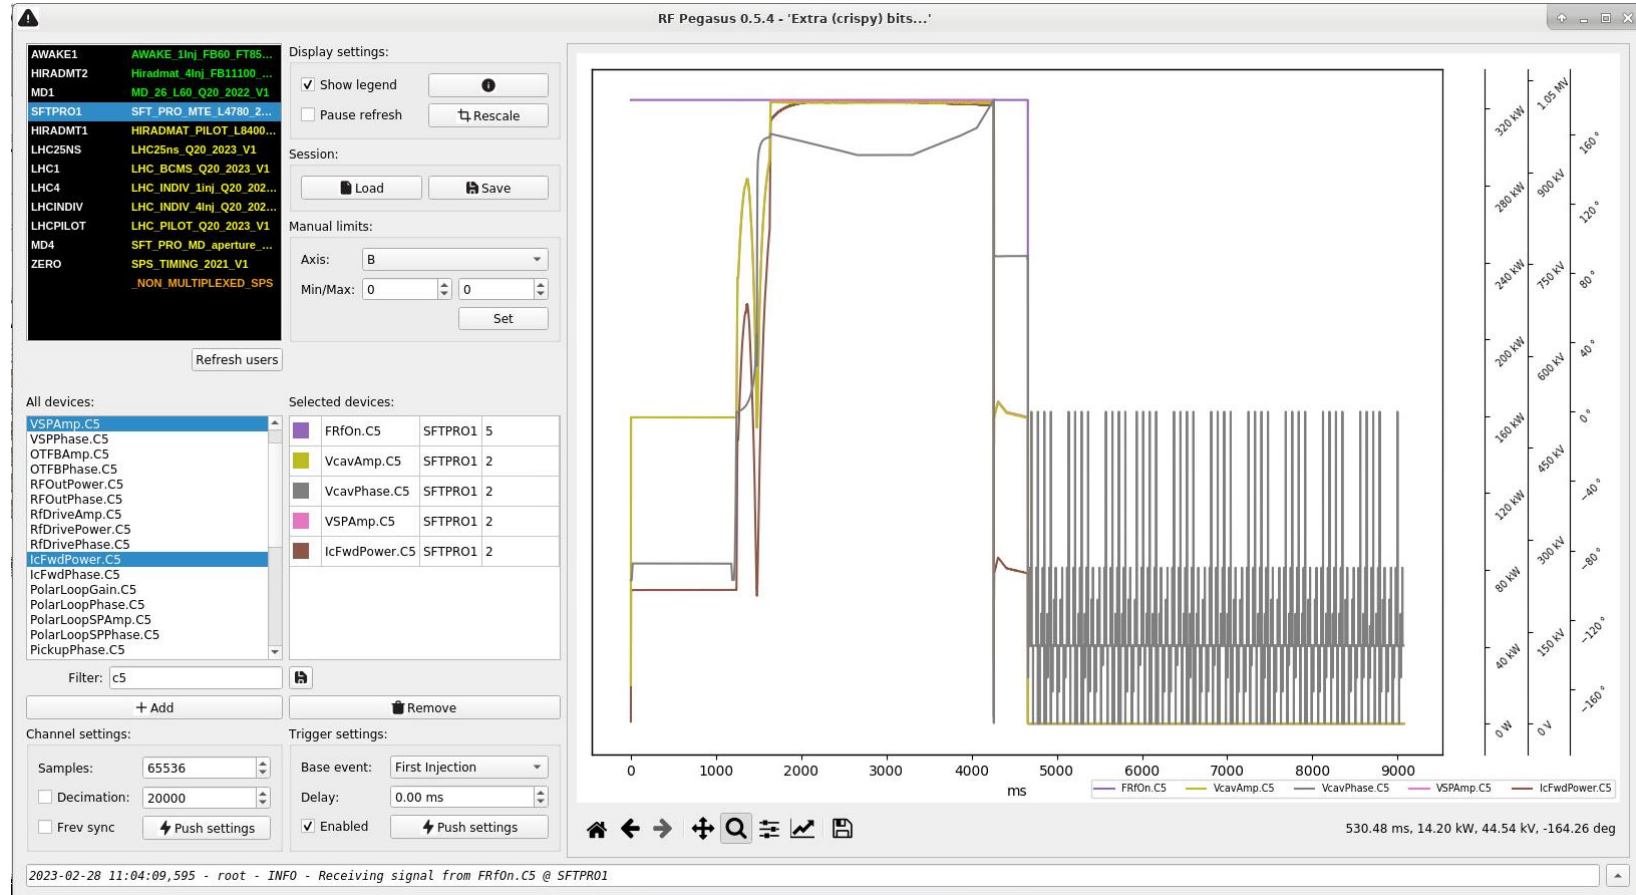 RF Pegasus 0.5.4 - 'Extra (crispy) bits...'
AWAKE1 AWAKE_1Inj_FB60_FT85...
HIRADMT2 Hiradmat_4Inj_FB11100_...
MD1 MD_26_L60_Q20_2022_V1
SFTPRO1 SFT_PRO_MTE_L4780_2...
HIRADMT1 HIRADMAT_PILOT_L8400...
LHC25NS LHC25ns_Q20_2023_V1
LHC1 LHC_BCMS_Q20_2023_V1
LHC4 LHC_INDIV_1inj_Q20_202...
LHCINDIV LHC_INDIV_4Inj_Q20_202...
LHCPILOT LHC_PILOT_Q20_2023_V1
MD4 SFT_PRO_MD_aperture_...
ZERO SPS_TIMING_2021_V1
_NON_MULTIPLEXED_SPS
Refresh users
Display settings:
Show legend
Pause refresh
Rescale
Session:
Load
Save
Manual limits:
Axis: B
Min/Max: 0 0
Set
All devices:
VSPAmp.C5
VSPPhase.C5
OTFBAmp.C5
OTFBPhase.C5
RFOutPower.C5
RFOutPhase.C5
RfDriveAmp.C5
RfDrivePower.C5
RfDrivePhase.C5
IcFwdPower.C5
IcFwdPhase.C5
PolarLoopGain.C5
PolarLoopPhase.C5
PolarLoopSPAmp.C5
PolarLoopSPPhase.C5
PickupPhase.C5
Filter: c5
+ Add
Selected devices:
FRfOn.C5 SFTPRO1 5
VcavAmp.C5 SFTPRO1 2
VcavPhase.C5 SFTPRO1 2
VSPAmp.C5 SFTPRO1 2
IcFwdPower.C5 SFTPRO1 2
Remove
Channel settings:
Samples: 65536
Decimation: 20000
Frev sync
Push settings
Trigger settings:
Base event: First Injection
Delay: 0.00 ms
Enabled
Push settings
320 kW
280 kW
240 kW
200 kW
160 kW
120 kW
80 kW
40 kW
0 W
1.05 MV
900 kV
750 kV
600 kV
450 kV
300 kV
150 kV
0 V
160 °
120 °
80 °
40 °
0 °
−40 °
−80 °
−120 °
−160 °
0 1000 2000 3000 4000 5000 6000 7000 8000 9000
ms
FRfOn.C5 VcavAmp.C5 VcavPhase.C5 VSPAmp.C5 IcFwdPower.C5
530.48 ms, 14.20 kW, 44.54 kV, -164.26 deg
2023-02-28 11:04:09,595 - root - INFO - Receiving signal from FRfOn.C5 @ SFTPRO1